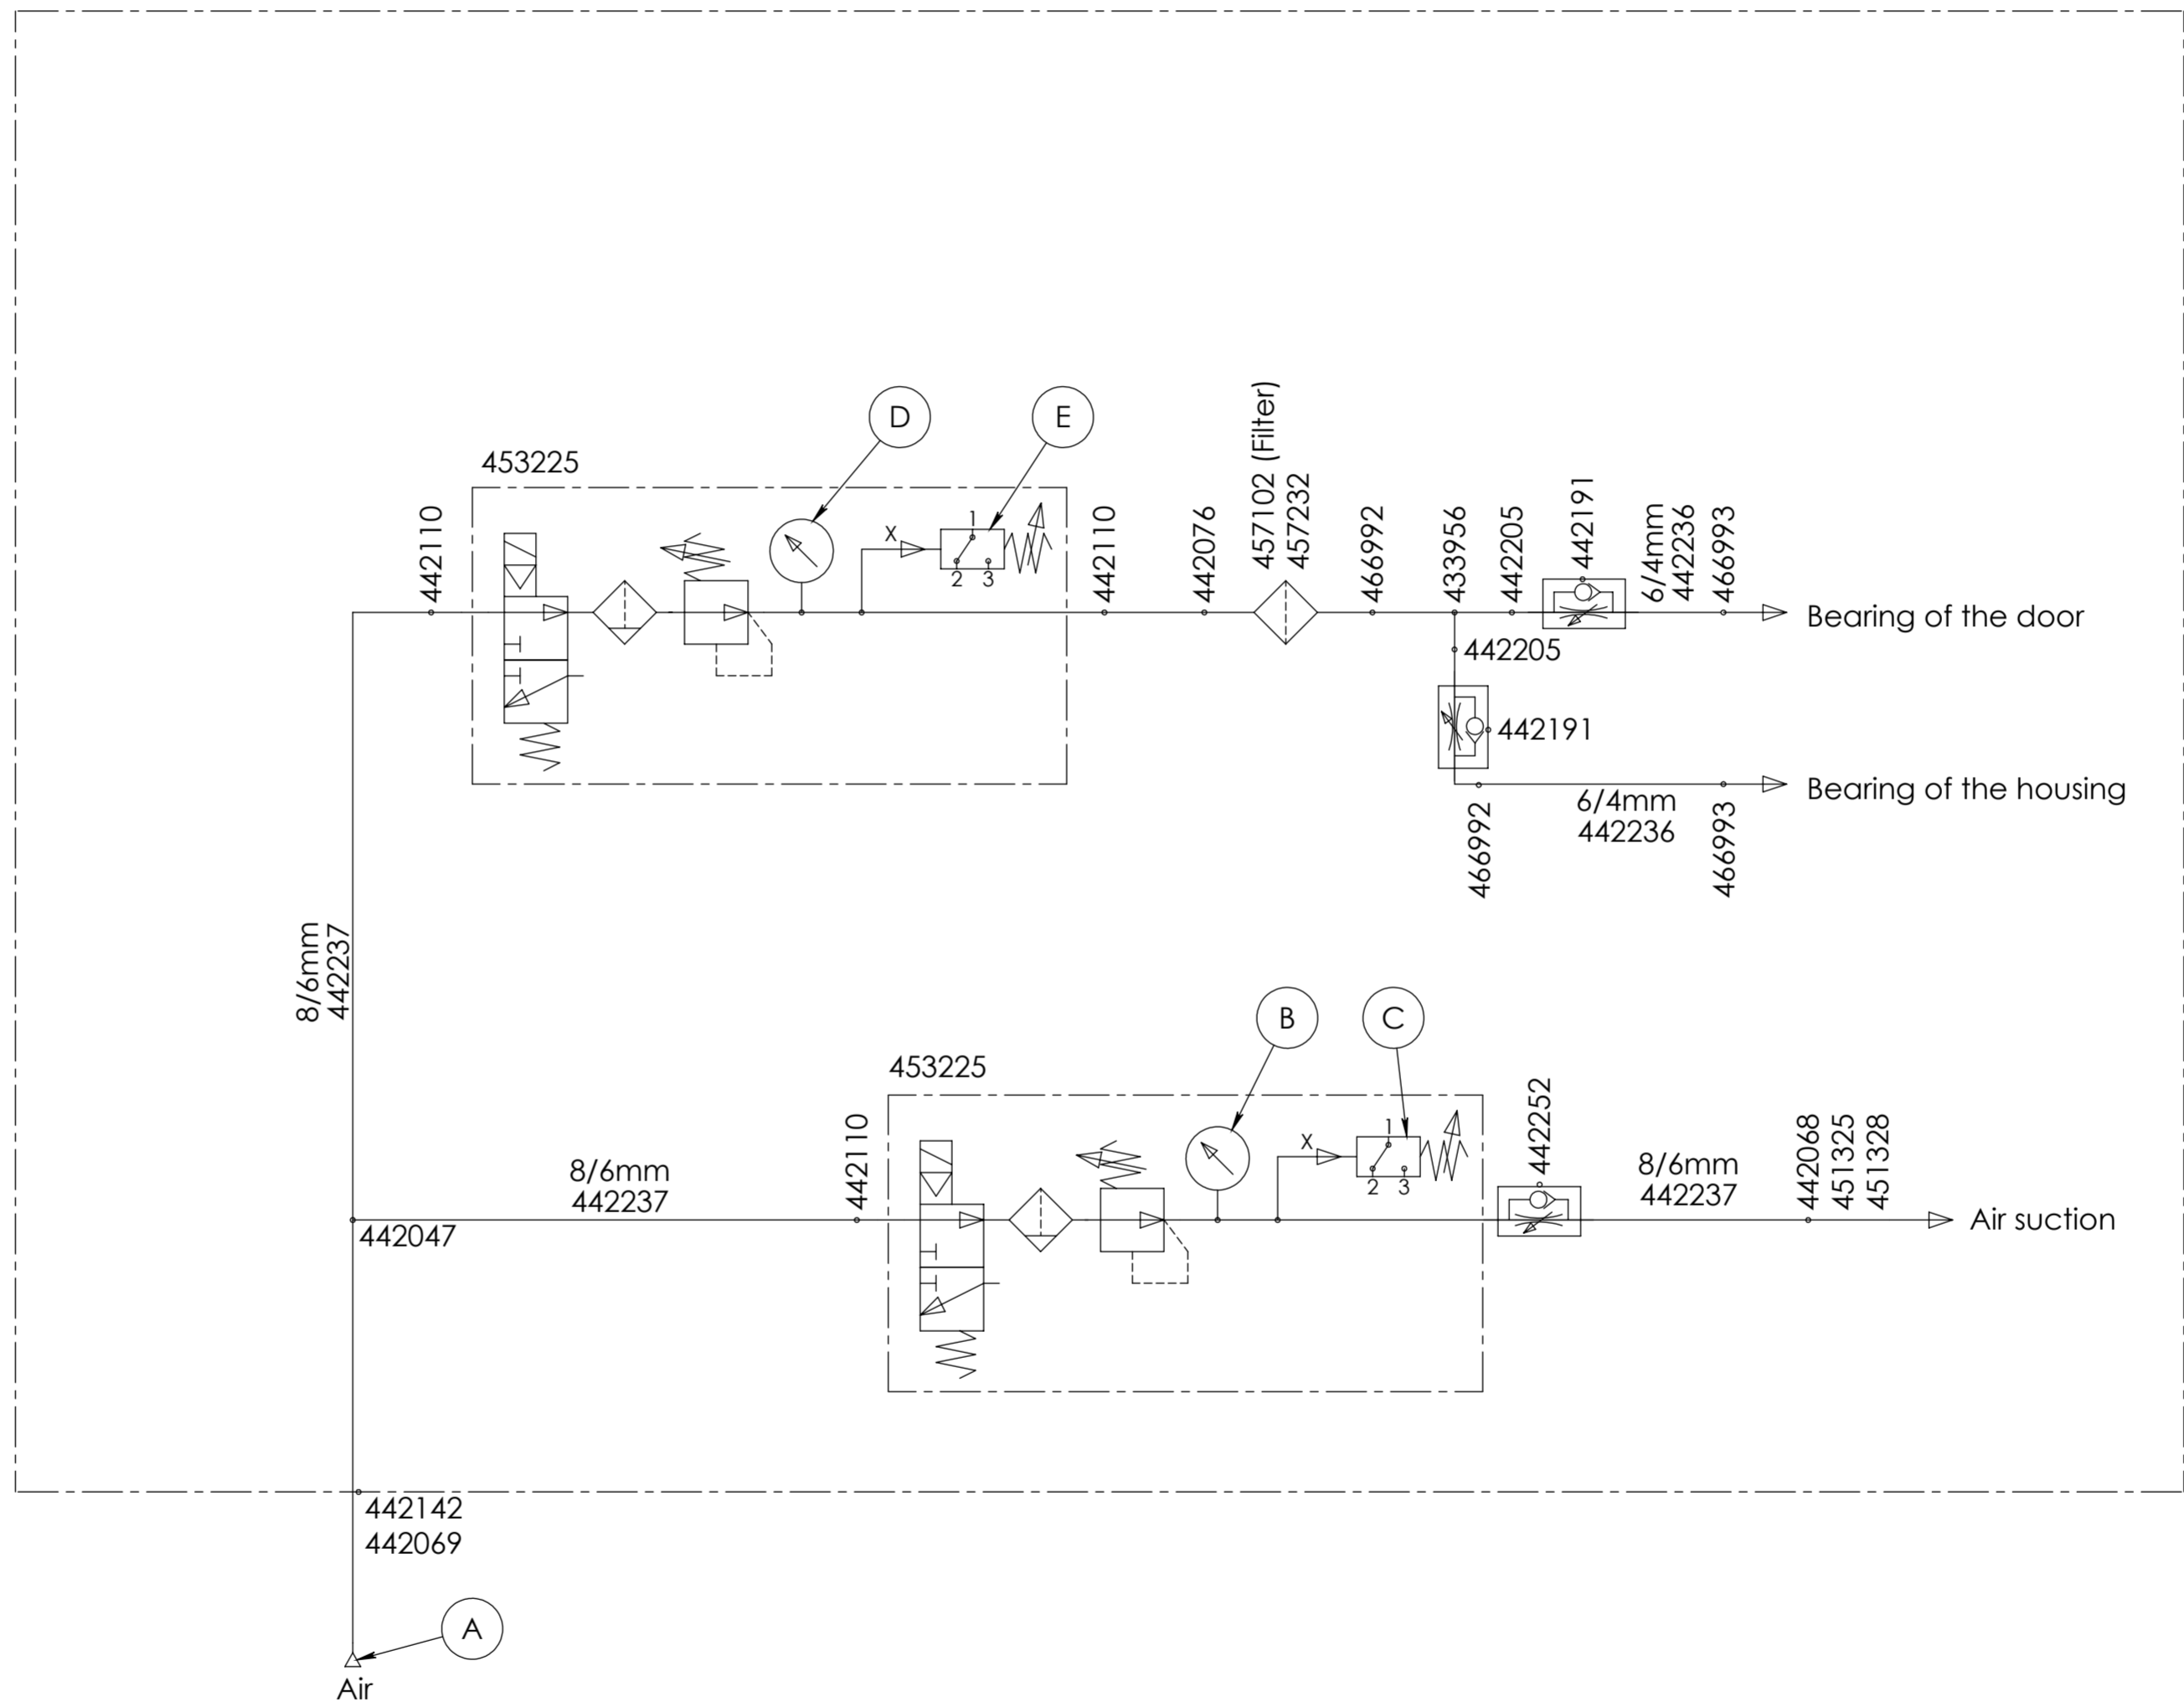 D
E
453225
442110
X
1
2
3
442110
442076
457102 (Filter)
457232
466992
433956
442205
442191
6/4mm
442236
466993
Bearing of the door
442205
442191
Bearing of the housing
466992
6/4mm
442236
466993
8/6mm
442237
B
C
453225
8/6mm
442237
442110
X
1
2
3
442252
8/6mm
442237
442068
451325
451328
Air suction
442047
442142
442069
A
Air